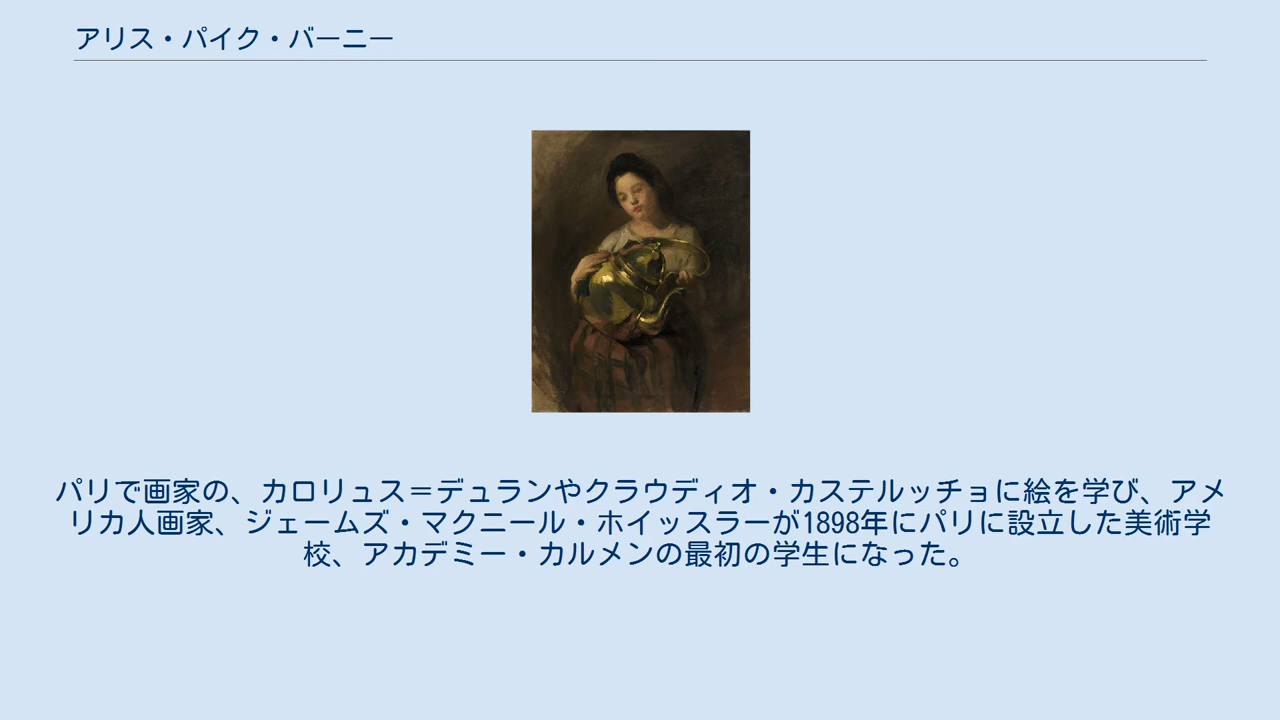 アリス・パイク・バーニー
パリで画家の、カロリュス＝デュランやクラウディオ・カステルッチョに絵を学び、アメ
リカ人画家、ジェームズ・マクニール・ホイッスラーが1898年にパリに設立した美術学
校、アカデミー・カルメンの最初の学生になった。